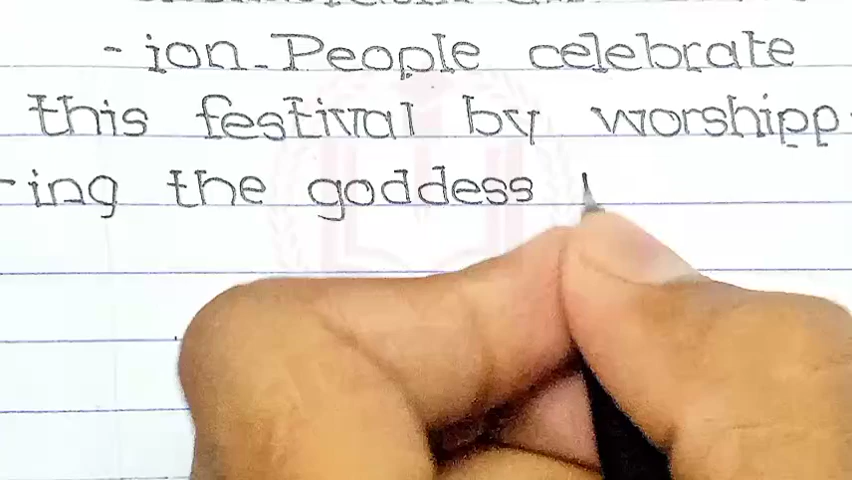 - ion. People celebrate
this festival by worshipp-
-ing the goddess